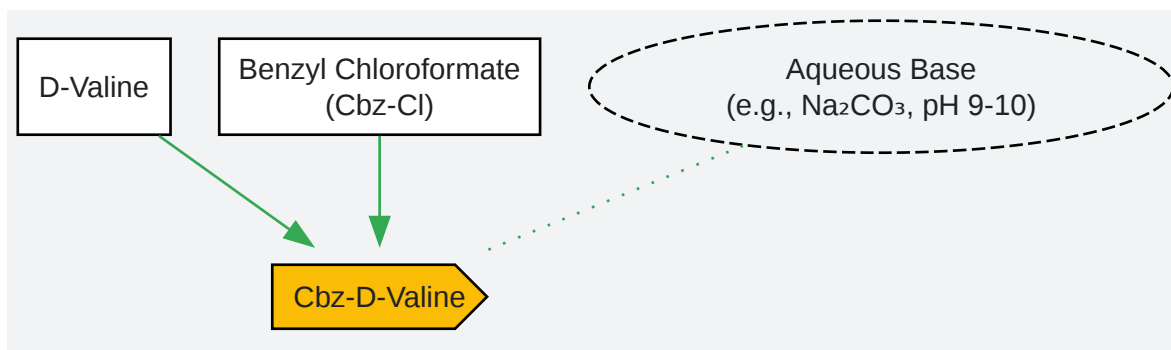 D-Valine
Benzyl Chloroformate
(Cbz-Cl)
Aqueous Base
(e.g., Na₂CO₃, pH 9-10)
Cbz-D-Valine